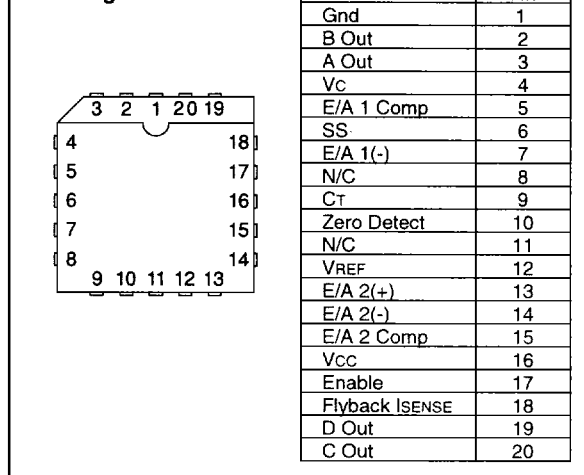 3 2 1 20 19
4 18
5 17
6 16
7 15
8 14
9 10 11 12 13
Gnd 1
B Out 2
A Out 3
VC 4
E/A 1 Comp 5
SS 6
E/A 1(-) 7
N/C 8
CT 9
Zero Detect 10
N/C 11
VREF 12
E/A 2(+) 13
E/A 2(-) 14
E/A 2 Comp 15
VCC 16
Enable 17
Flyback ISENSE 18
D Out 19
C Out 20